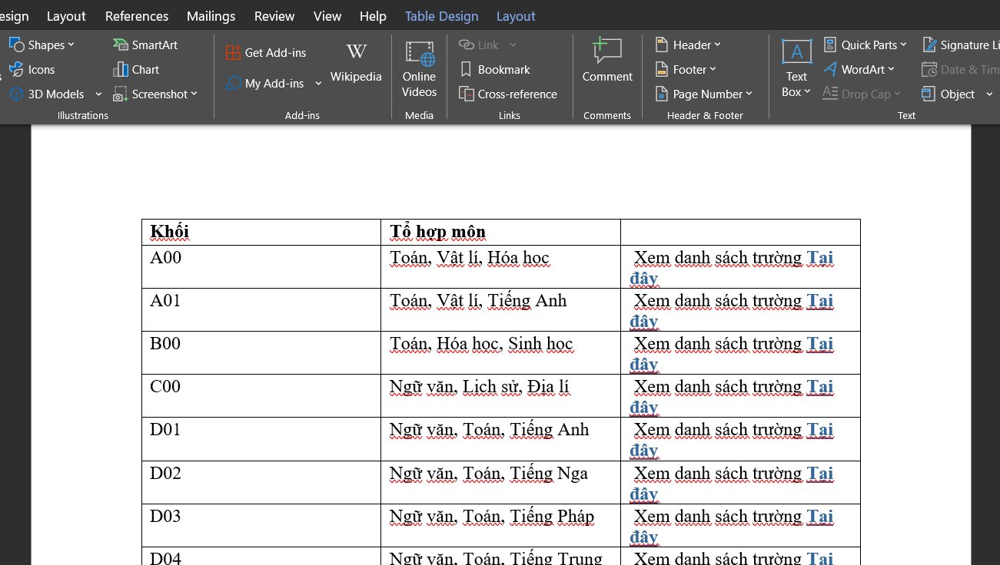 esign Layout References Mailings Review View Help Table Design Layout
Shapes SmartArt Link Header Quick Parts Signature Li
Get Add-ins Wikipedia Online Videos Comment Text Box
Icons Chart Bookmark Footer WordArt Date & Tim
My Add-ins
3D Models Screenshot Cross-reference Page Number Drop Cap Object
Illustrations Add-ins Media Links Comments Header & Footer Text
Khối Tổ hợp môn
A00 Toán, Vật lí, Hóa học Xem danh sách trường Tại
đây
A01 Toán, Vật lí, Tiếng Anh Xem danh sách trường Tại
đây
B00 Toán, Hóa học, Sinh học Xem danh sách trường Tại
đây
C00 Ngữ văn, Lịch sử, Địa lí Xem danh sách trường Tại
đây
D01 Ngữ văn, Toán, Tiếng Anh Xem danh sách trường Tại
đây
D02 Ngữ văn, Toán, Tiếng Nga Xem danh sách trường Tại
đây
D03 Ngữ văn, Toán, Tiếng Pháp Xem danh sách trường Tại
đây
D04 Ngữ văn, Toán, Tiếng Trung Xem danh sách trường Tại